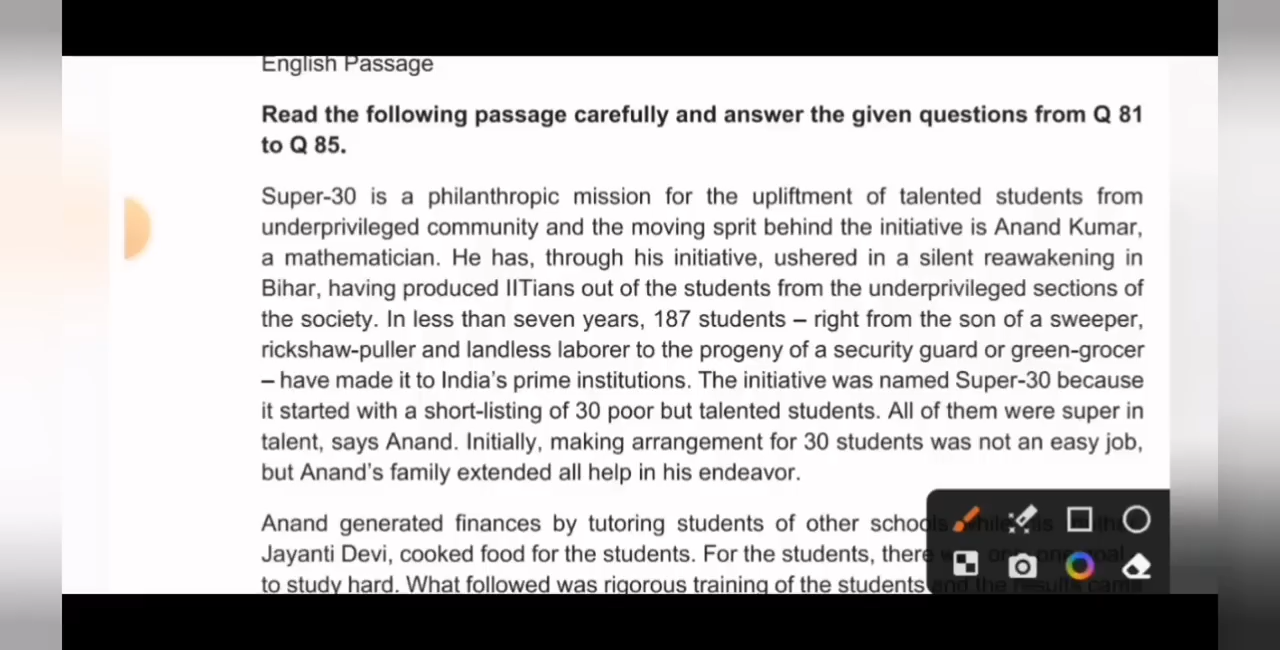 English Passage
Read the following passage carefully and answer the given questions from Q 81
to Q 85.
Super-30 is a philanthropic mission for the upliftment of talented students from
underprivileged community and the moving sprit behind the initiative is Anand Kumar,
a mathematician. He has, through his initiative, ushered in a silent reawakening in
Bihar, having produced IITians out of the students from the underprivileged sections of
the society. In less than seven years, 187 students – right from the son of a sweeper,
rickshaw-puller and landless laborer to the progeny of a security guard or green-grocer
– have made it to India's prime institutions. The initiative was named Super-30 because
it started with a short-listing of 30 poor but talented students. All of them were super in
talent, says Anand. Initially, making arrangement for 30 students was not an easy job,
but Anand's family extended all help in his endeavor.
Anand generated finances by tutoring students of other schools
Jayanti Devi, cooked food for the students. For the students, there one goal
to study hard. What followed was rigorous training of the students and the results came